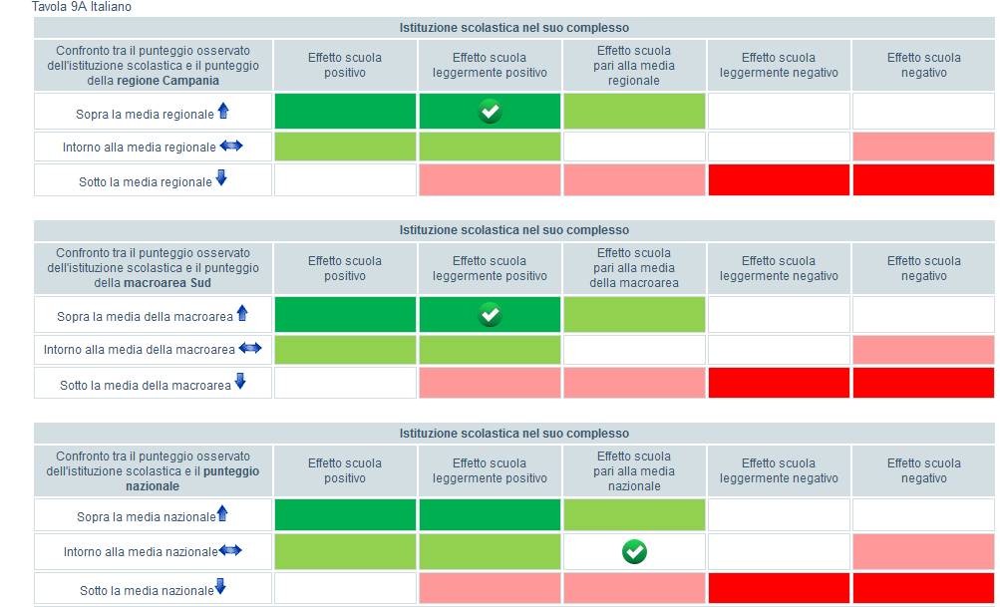 Tavola 9A Italiano
Istituzione scolastica nel suo complesso
Confronto tra il punteggio osservato
dell'istituzione scolastica e il punteggio
della regione Campania
Effetto scuola
positivo
Effetto scuola
leggermente positivo
Effetto scuola
pari alla media
regionale
Effetto scuola
leggermente negativo
Effetto scuola
negativo
Sopra la media regionale
Intorno alla media regionale
Sotto la media regionale
Istituzione scolastica nel suo complesso
Confronto tra il punteggio osservato
dell'istituzione scolastica e il punteggio
della macroarea Sud
Effetto scuola
positivo
Effetto scuola
leggermente positivo
Effetto scuola
pari alla media
della macroarea
Effetto scuola
leggermente negativo
Effetto scuola
negativo
Sopra la media della macroarea
Intorno alla media della macroarea
Sotto la media della macroarea
Istituzione scolastica nel suo complesso
Confronto tra il punteggio osservato
dell'istituzione scolastica e il punteggio
nazionale
Effetto scuola
positivo
Effetto scuola
leggermente positivo
Effetto scuola
pari alla media
nazionale
Effetto scuola
leggermente negativo
Effetto scuola
negativo
Sopra la media nazionale
Intorno alla media nazionale
Sotto la media nazionale